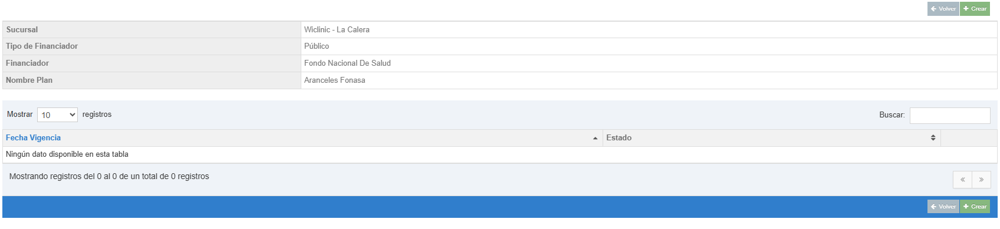 Volver Crear
Sucursal Wiclinic - La Calera
Tipo de Financiador Público
Financiador Fondo Nacional De Salud
Nombre Plan Aranceles Fonasa
Mostrar 10 registros Buscar:
Fecha Vigencia Estado
Ningún dato disponible en esta tabla
Mostrando registros del 0 al 0 de un total de 0 registros
« »
Volver Crear